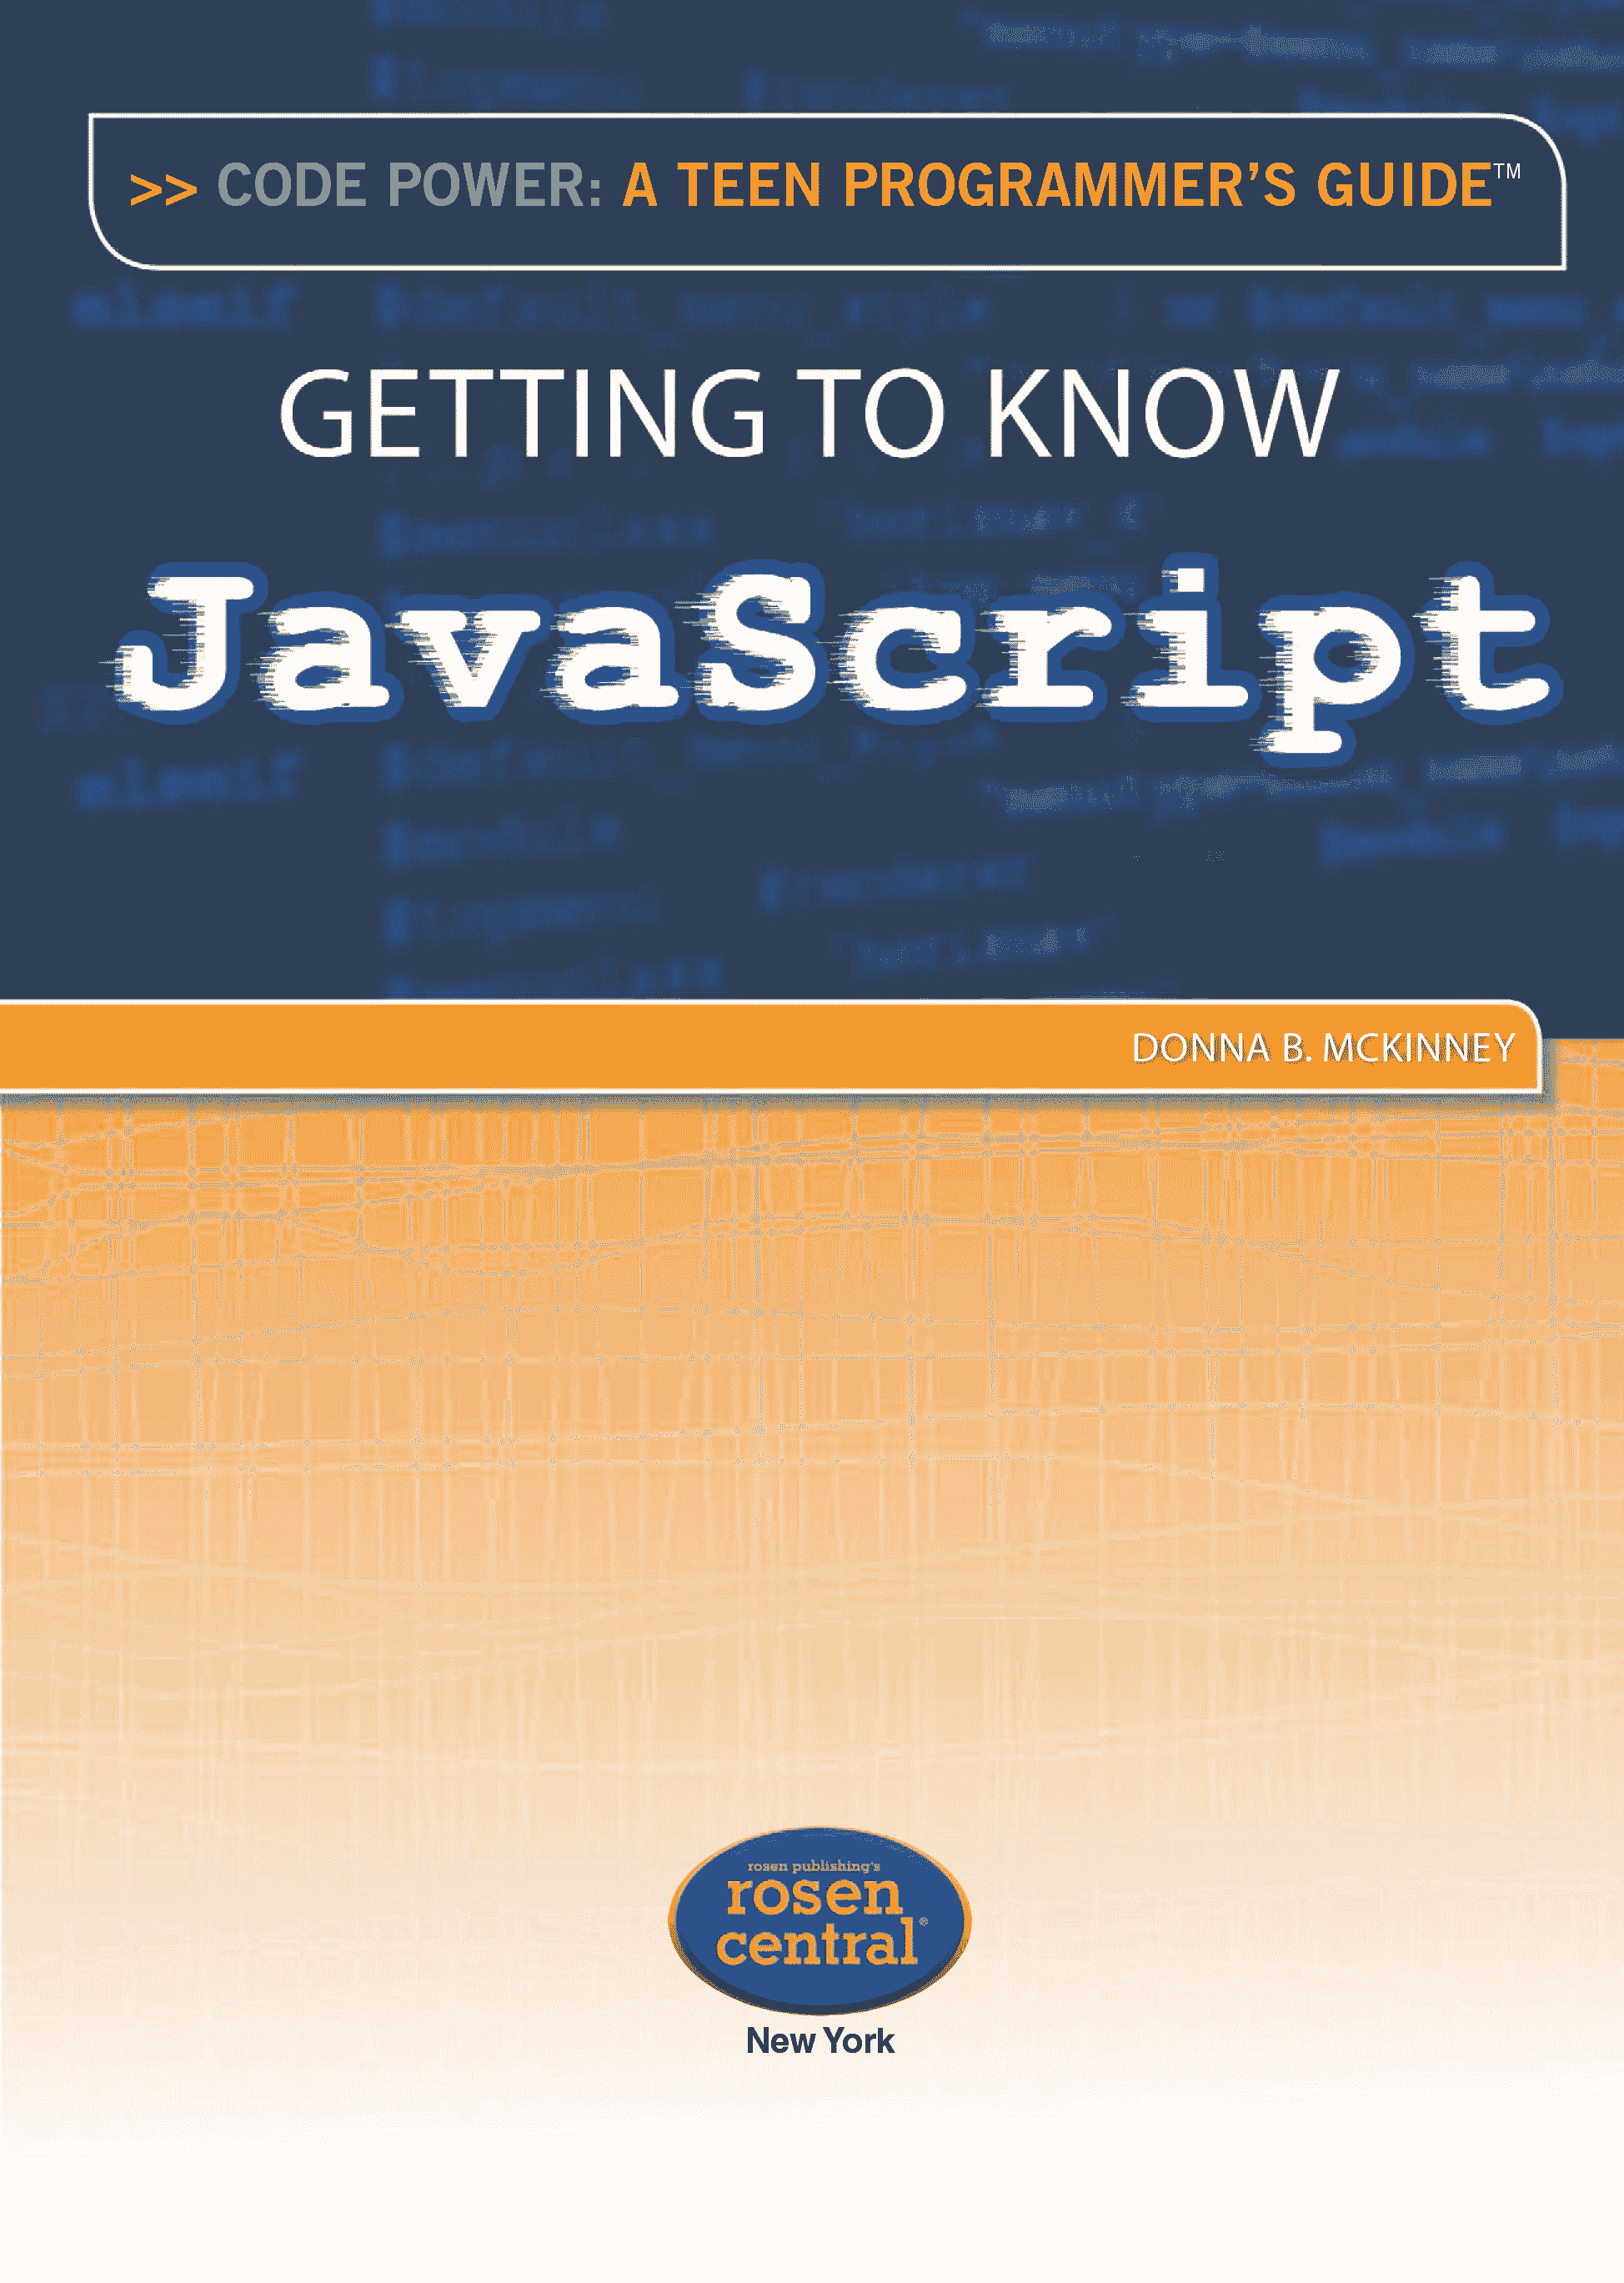 >> CODE POWER: A TEEN PROGRAMMER’S GUIDE™
GETTING TO KNOW
JavaScript
DONNA B. MCKINNEY
rosen publishing's
rosen
central®
New York